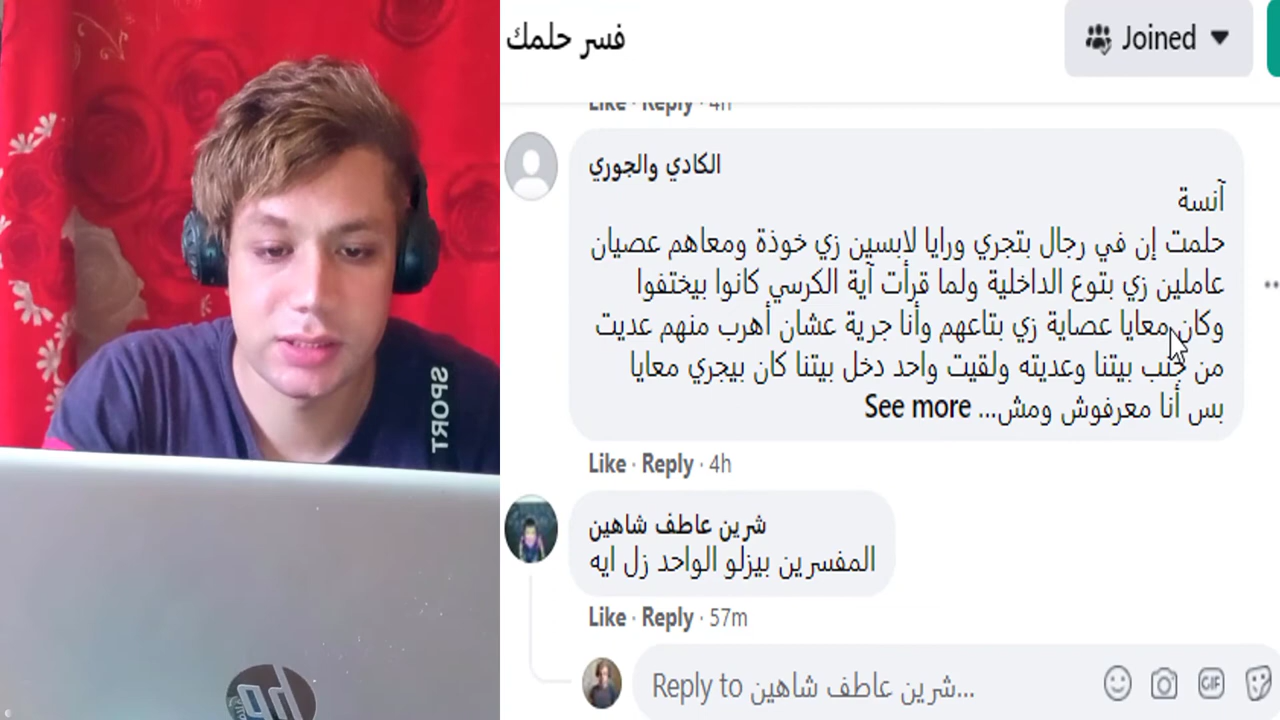 فسر حلمك
Joined
Like · Reply · 4h
الكادي والجوري
آنسة
حلمت إن في رجال بتجري ورايا لابسين زي خوذة ومعاهم عصيان
عاملين زي بتوع الداخلية ولما قرأت آية الكرسي كانوا بيختفوا
وكان معايا عصاية زي بتاعهم وأنا جرية عشان أهرب منهم عديت
من جنب بيتنا وعديته ولقيت واحد دخل بيتنا كان بيجري معايا
بس أنا معرفوش ومش... See more
Like · Reply · 4h
شرين عاطف شاهين
المفسرين بيزلو الواحد زل ايه
Like · Reply · 57m
Reply to شرين عاطف شاهين...
GIF
SPORT
hp